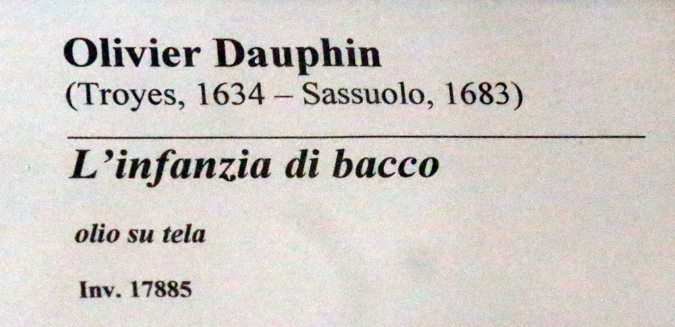 Olivier Dauphin
(Troyes, 1634 – Sassuolo, 1683)
L'infanzia di bacco
olio su tela
Inv. 17885